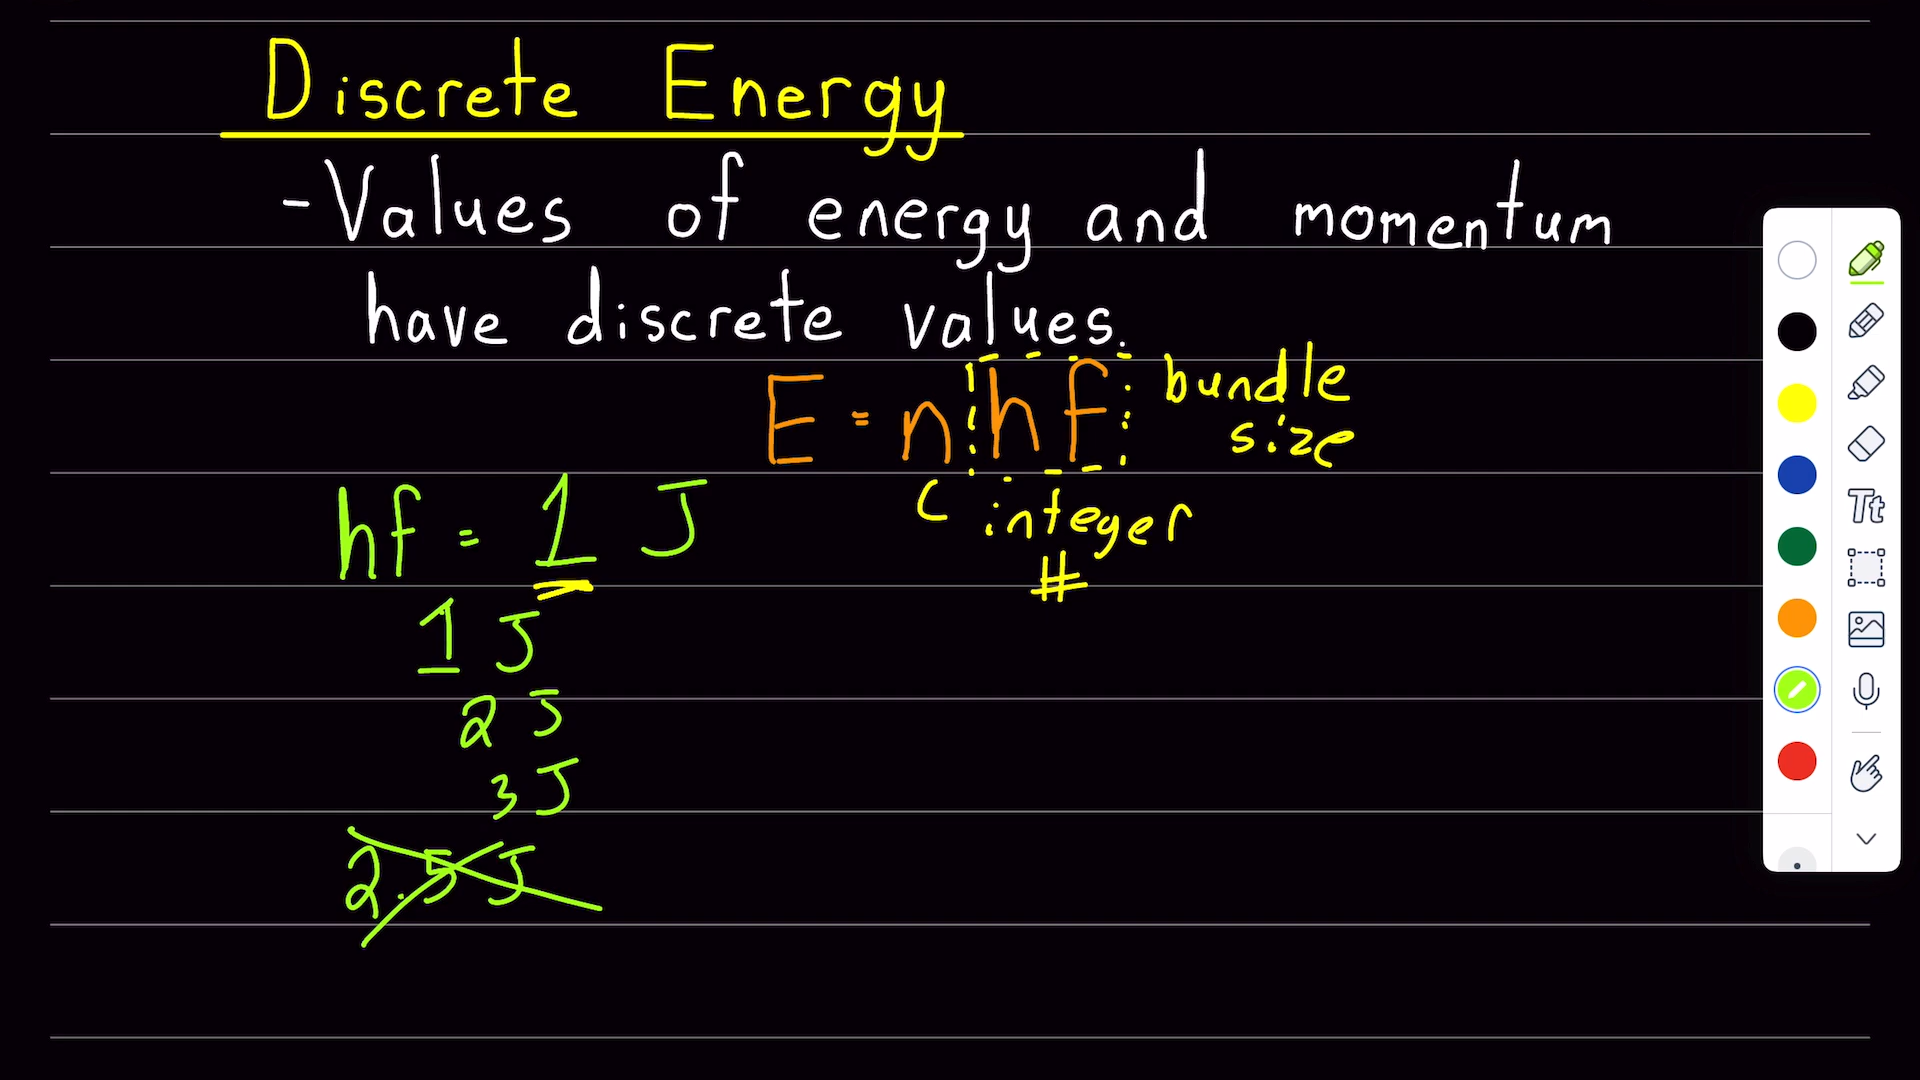 Discrete Energy
-Values of energy and momentum
have discrete values.
E = nhf
bundle
size
integer
#
hf = 1 J
1 J
2 J
3 J
2.5 J
Tt